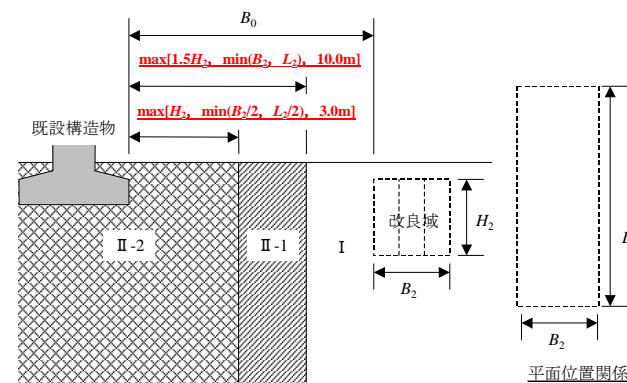 B₀
max[1.5H₂, min(B₂, L₂), 10.0m]
max[H₂, min(B₂/2, L₂/2), 3.0m]
既設構造物
Ⅱ-2
Ⅱ-1
Ⅰ
改良域
H₂
B₂
B₂
平面位置関係